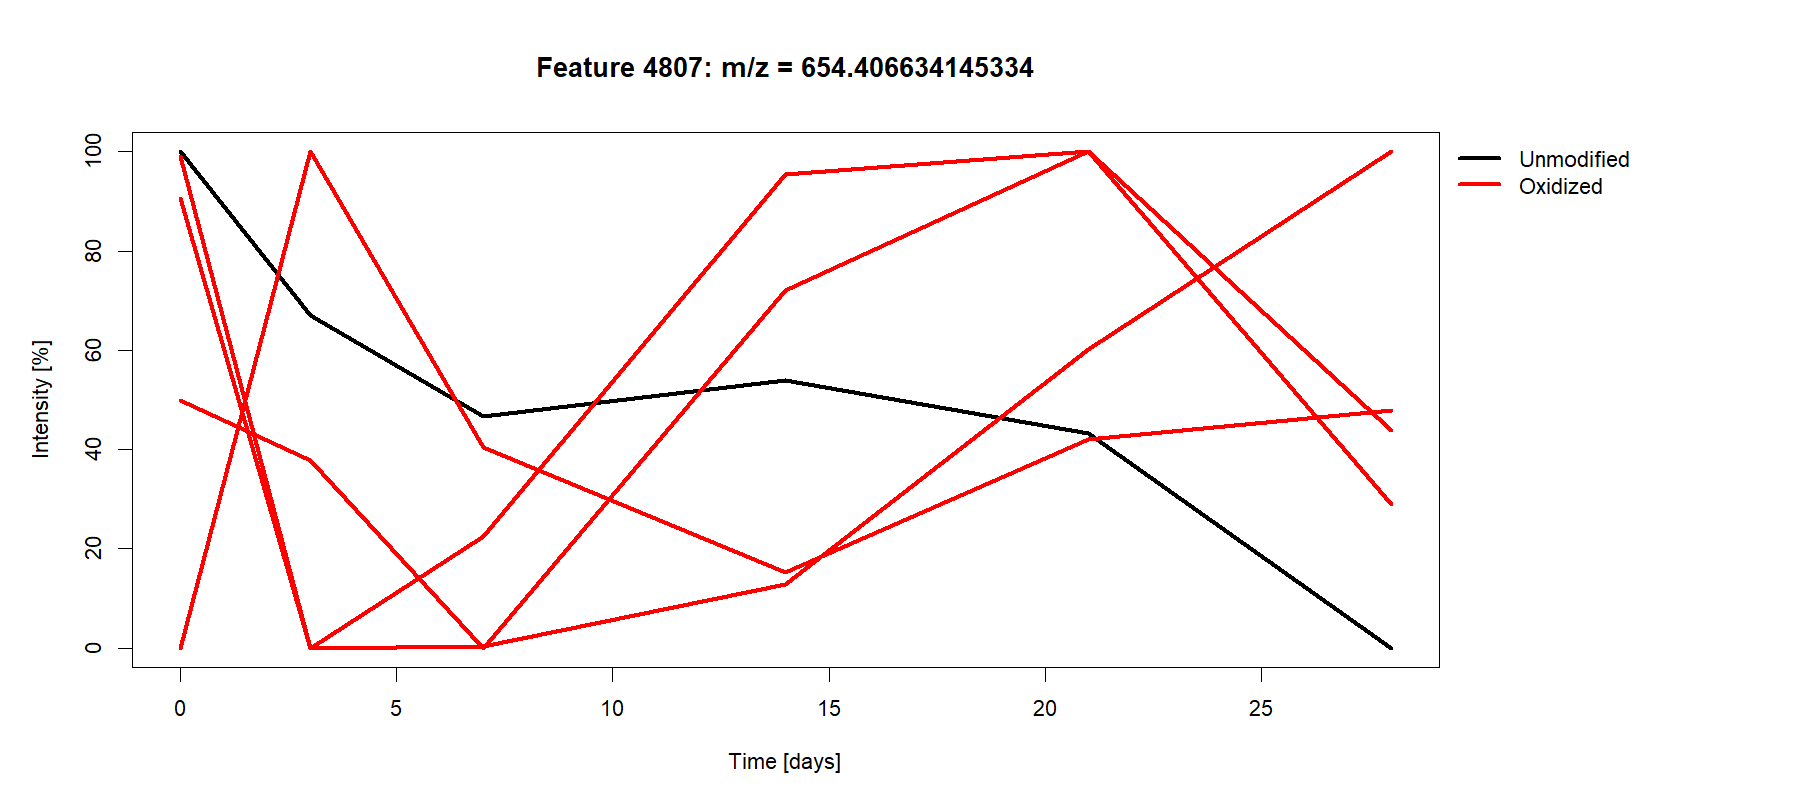 Feature 4807: m/z = 654.406634145334
Unmodified
Oxidized
Intensity [%]
100
80
60
40
20
0
0 5 10 15 20 25
Time [days]